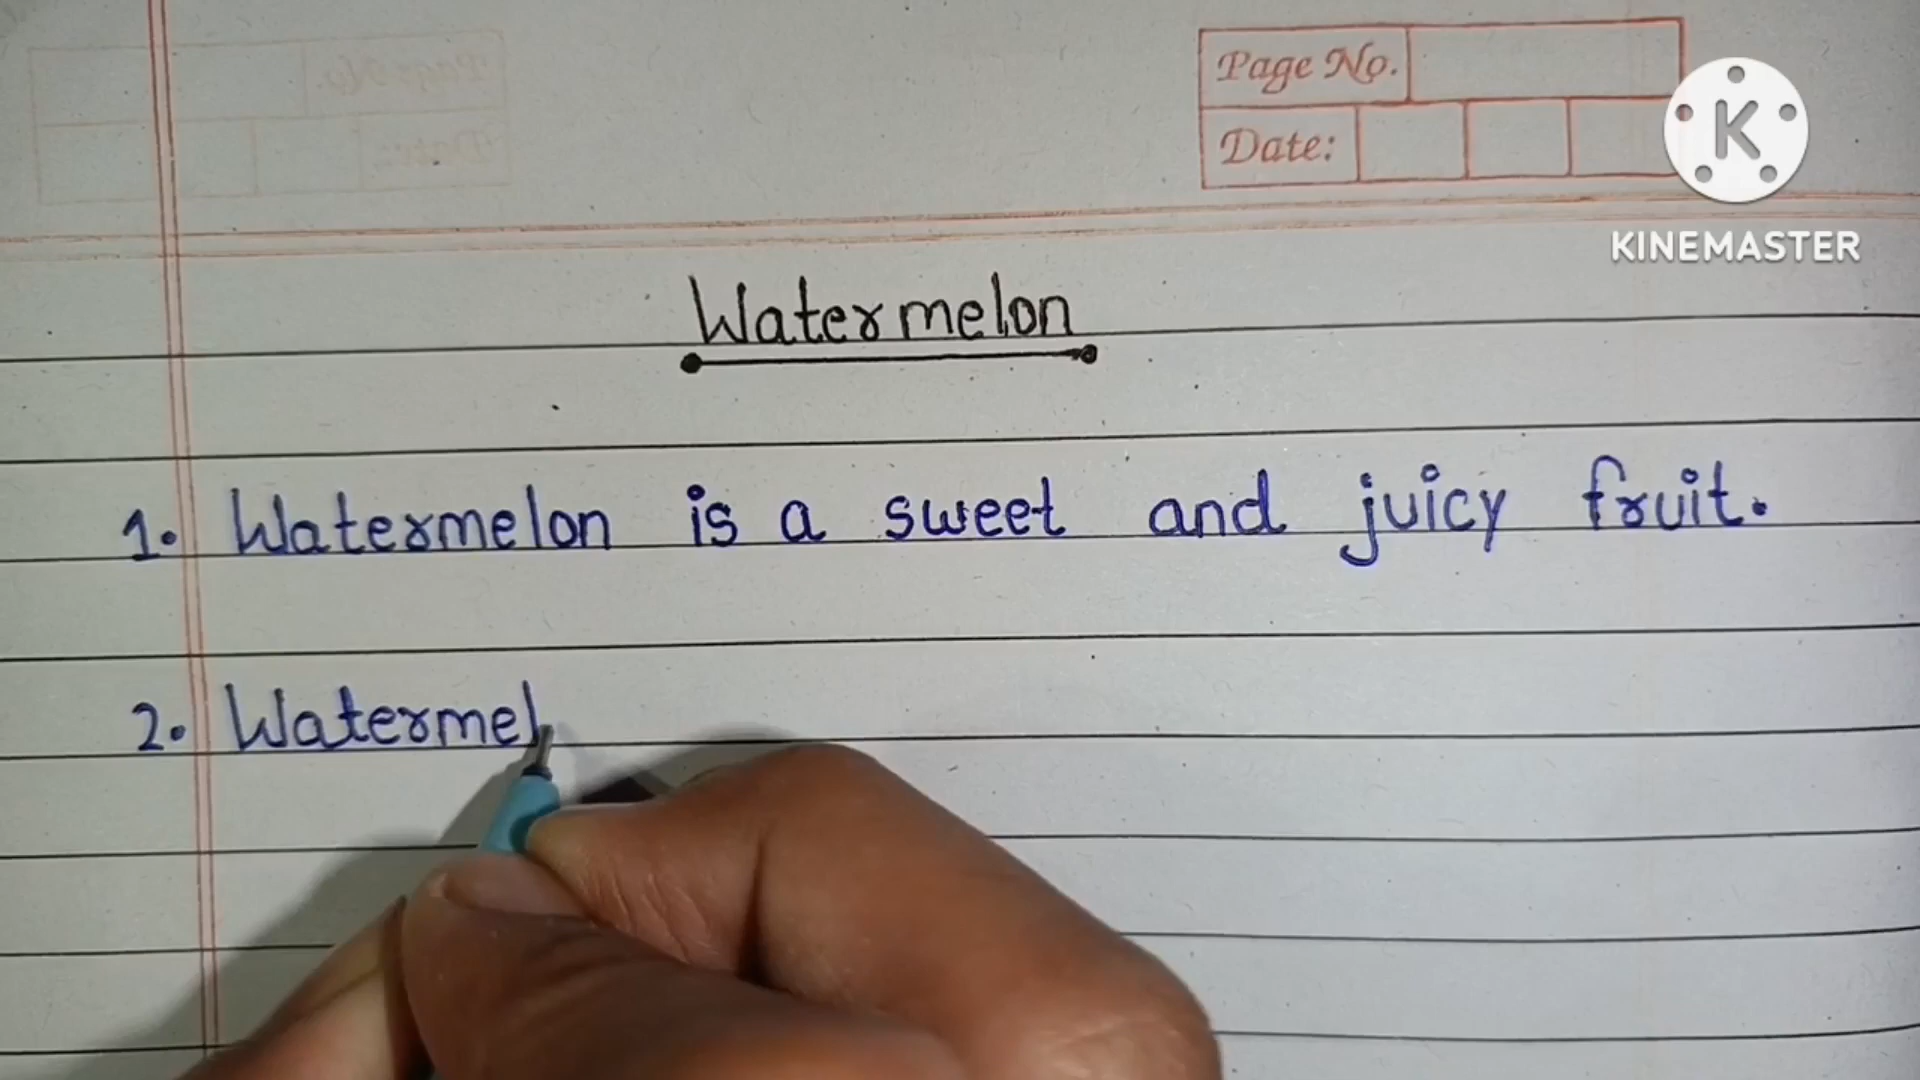 Page No.
Date:
KINEMASTER
Watermelon
1. Watermelon is a sweet and juicy fruit.
2. Watermel